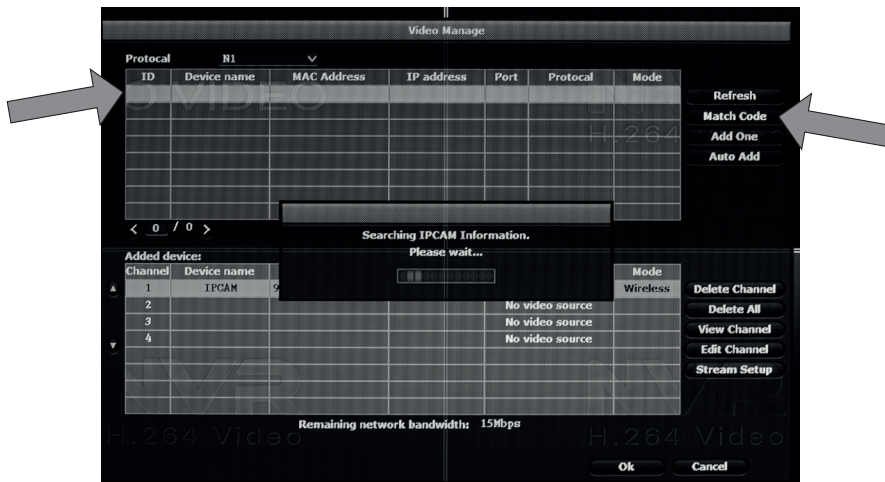 Video Manage
Protocal N1
ID Device name MAC Address IP address Port Protocal Mode
O VIDEO
H.264
Refresh
Match Code
Add One
Auto Add
< 0 / 0 >
Searching IPCAM Information.
Please wait...
Added device:
Channel Device name Mode
1 IPCAM 9 Wireless
2 No video source
3 No video source
4 No video source
Delete Channel
Delete All
View Channel
Edit Channel
Stream Setup
NVR
H.264 Video
H.264 Video
Remaining network bandwidth: 15Mbps
Ok Cancel